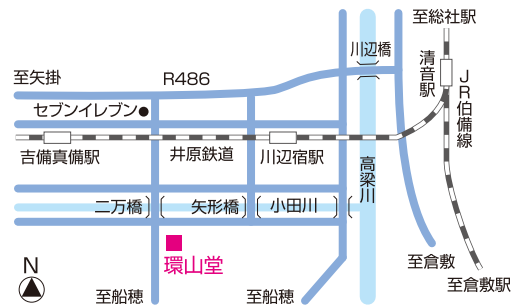 至総社駅
川辺橋
清音駅
至矢掛
R486
JR伯備線
セブンイレブン
吉備真備駅
井原鉄道
川辺宿駅
高梁川
二万橋
矢形橋
小田川
環山堂
至倉敷
至倉敷駅
N
至船穂
至船穂